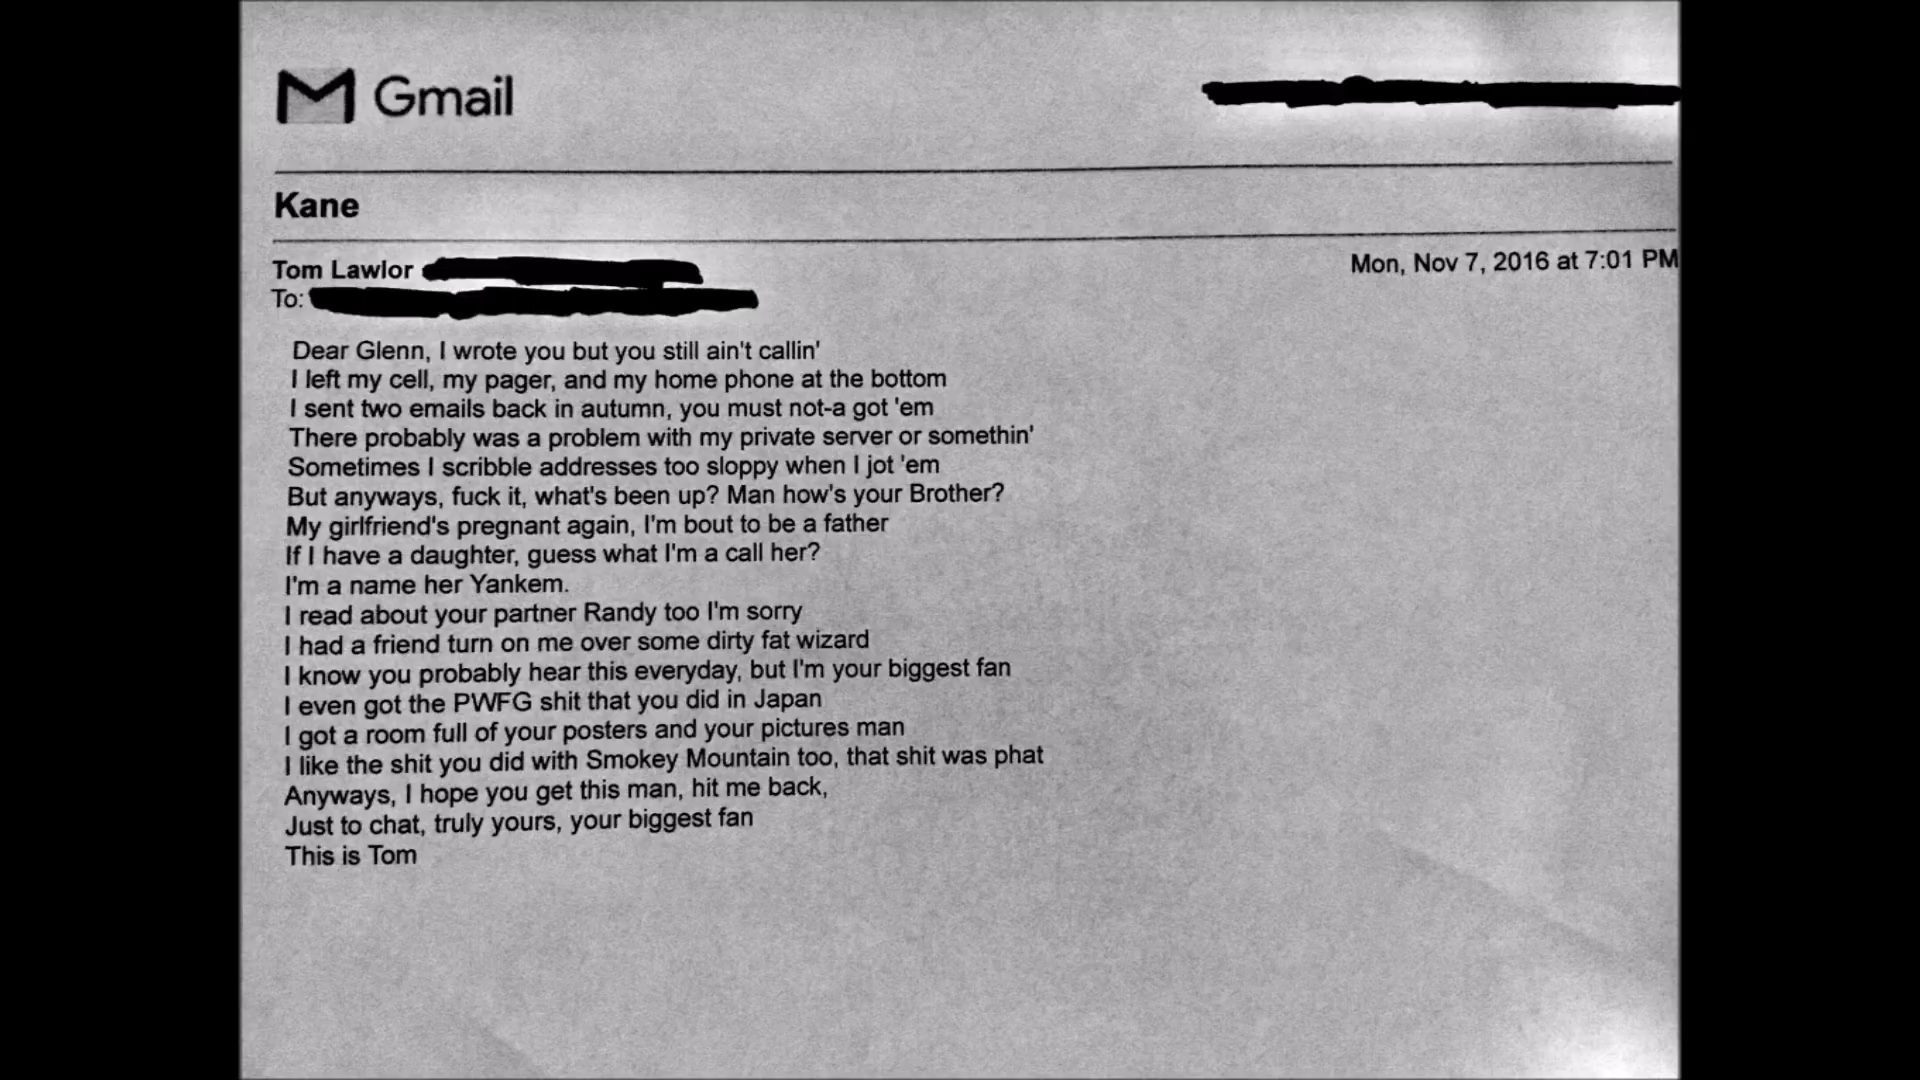 Gmail
Kane
Tom Lawlor
Mon, Nov 7, 2016 at 7:01 PM
To:
Dear Glenn, I wrote you but you still ain't callin'
I left my cell, my pager, and my home phone at the bottom
I sent two emails back in autumn, you must not-a got 'em
There probably was a problem with my private server or somethin'
Sometimes I scribble addresses too sloppy when I jot 'em
But anyways, fuck it, what's been up? Man how's your Brother?
My girlfriend's pregnant again, I'm bout to be a father
If I have a daughter, guess what I'm a call her?
I'm a name her Yankem.
I read about your partner Randy too I'm sorry
I had a friend turn on me over some dirty fat wizard
I know you probably hear this everyday, but I'm your biggest fan
I even got the PWFG shit that you did in Japan
I got a room full of your posters and your pictures man
I like the shit you did with Smokey Mountain too, that shit was phat
Anyways, I hope you get this man, hit me back,
Just to chat, truly yours, your biggest fan
This is Tom